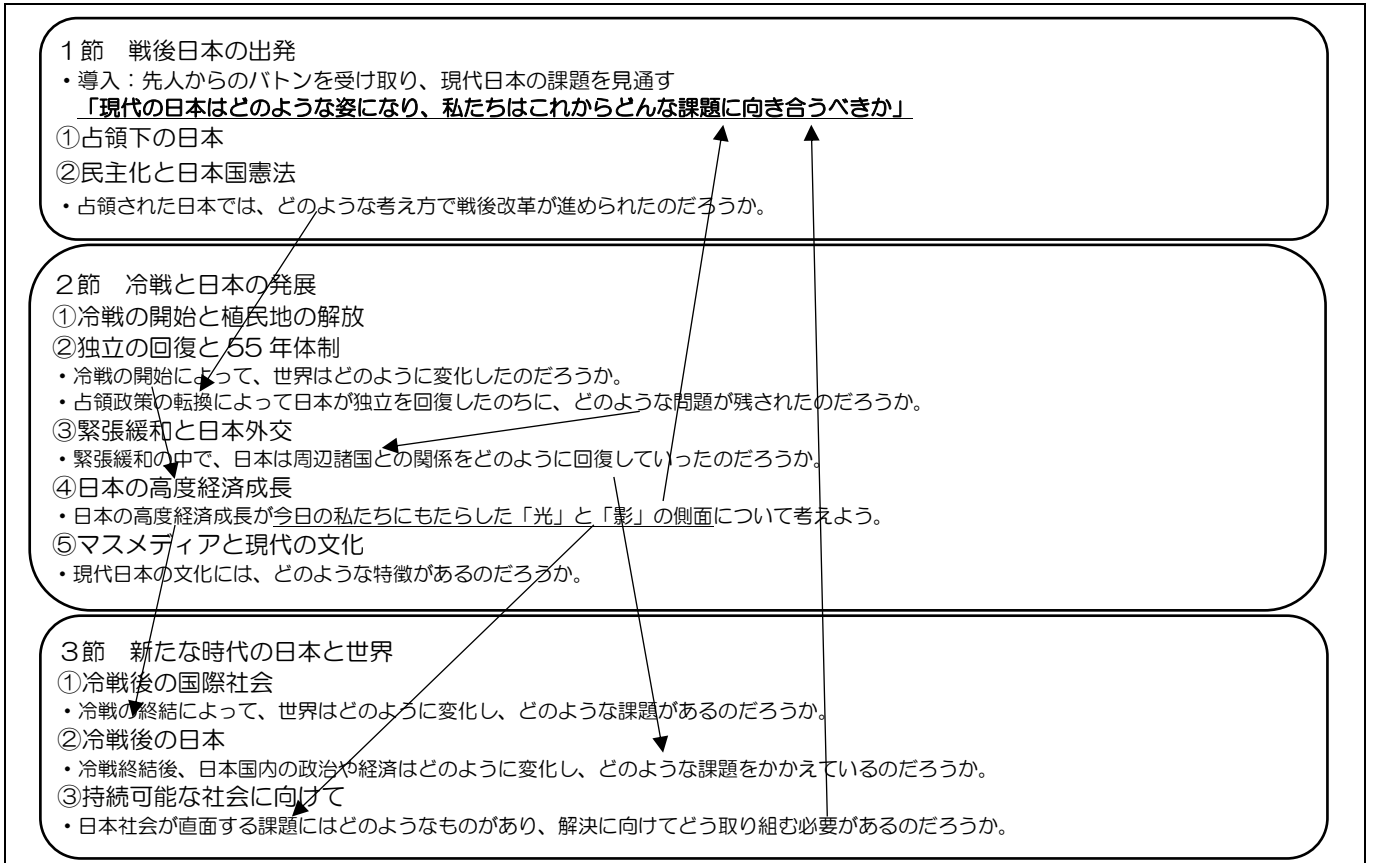 １節　戦後日本の出発
・導入：先人からのバトンを受け取り、現代日本の課題を見通す
「現代の日本はどのような姿になり、私たちはこれからどんな課題に向き合うべきか」
①占領下の日本
②民主化と日本国憲法
・占領された日本では、どのような考え方で戦後改革が進められたのだろうか。
２節　冷戦と日本の発展
①冷戦の開始と植民地の解放
②独立の回復と 55 年体制
・冷戦の開始によって、世界はどのように変化したのだろうか。
・占領政策の転換によって日本が独立を回復したのちに、どのような問題が残されたのだろうか。
③緊張緩和と日本外交
・緊張緩和の中で、日本は周辺諸国との関係をどのように回復していったのだろうか。
④日本の高度経済成長
・日本の高度経済成長が今日の私たちにもたらした「光」と「影」の側面について考えよう。
⑤マスメディアと現代の文化
・現代日本の文化には、どのような特徴があるのだろうか。
３節　新たな時代の日本と世界
①冷戦後の国際社会
・冷戦の終結によって、世界はどのように変化し、どのような課題があるのだろうか。
②冷戦後の日本
・冷戦終結後、日本国内の政治や経済はどのように変化し、どのような課題をかかえているのだろうか。
③持続可能な社会に向けて
・日本社会が直面する課題にはどのようなものがあり、解決に向けてどう取り組む必要があるのだろうか。